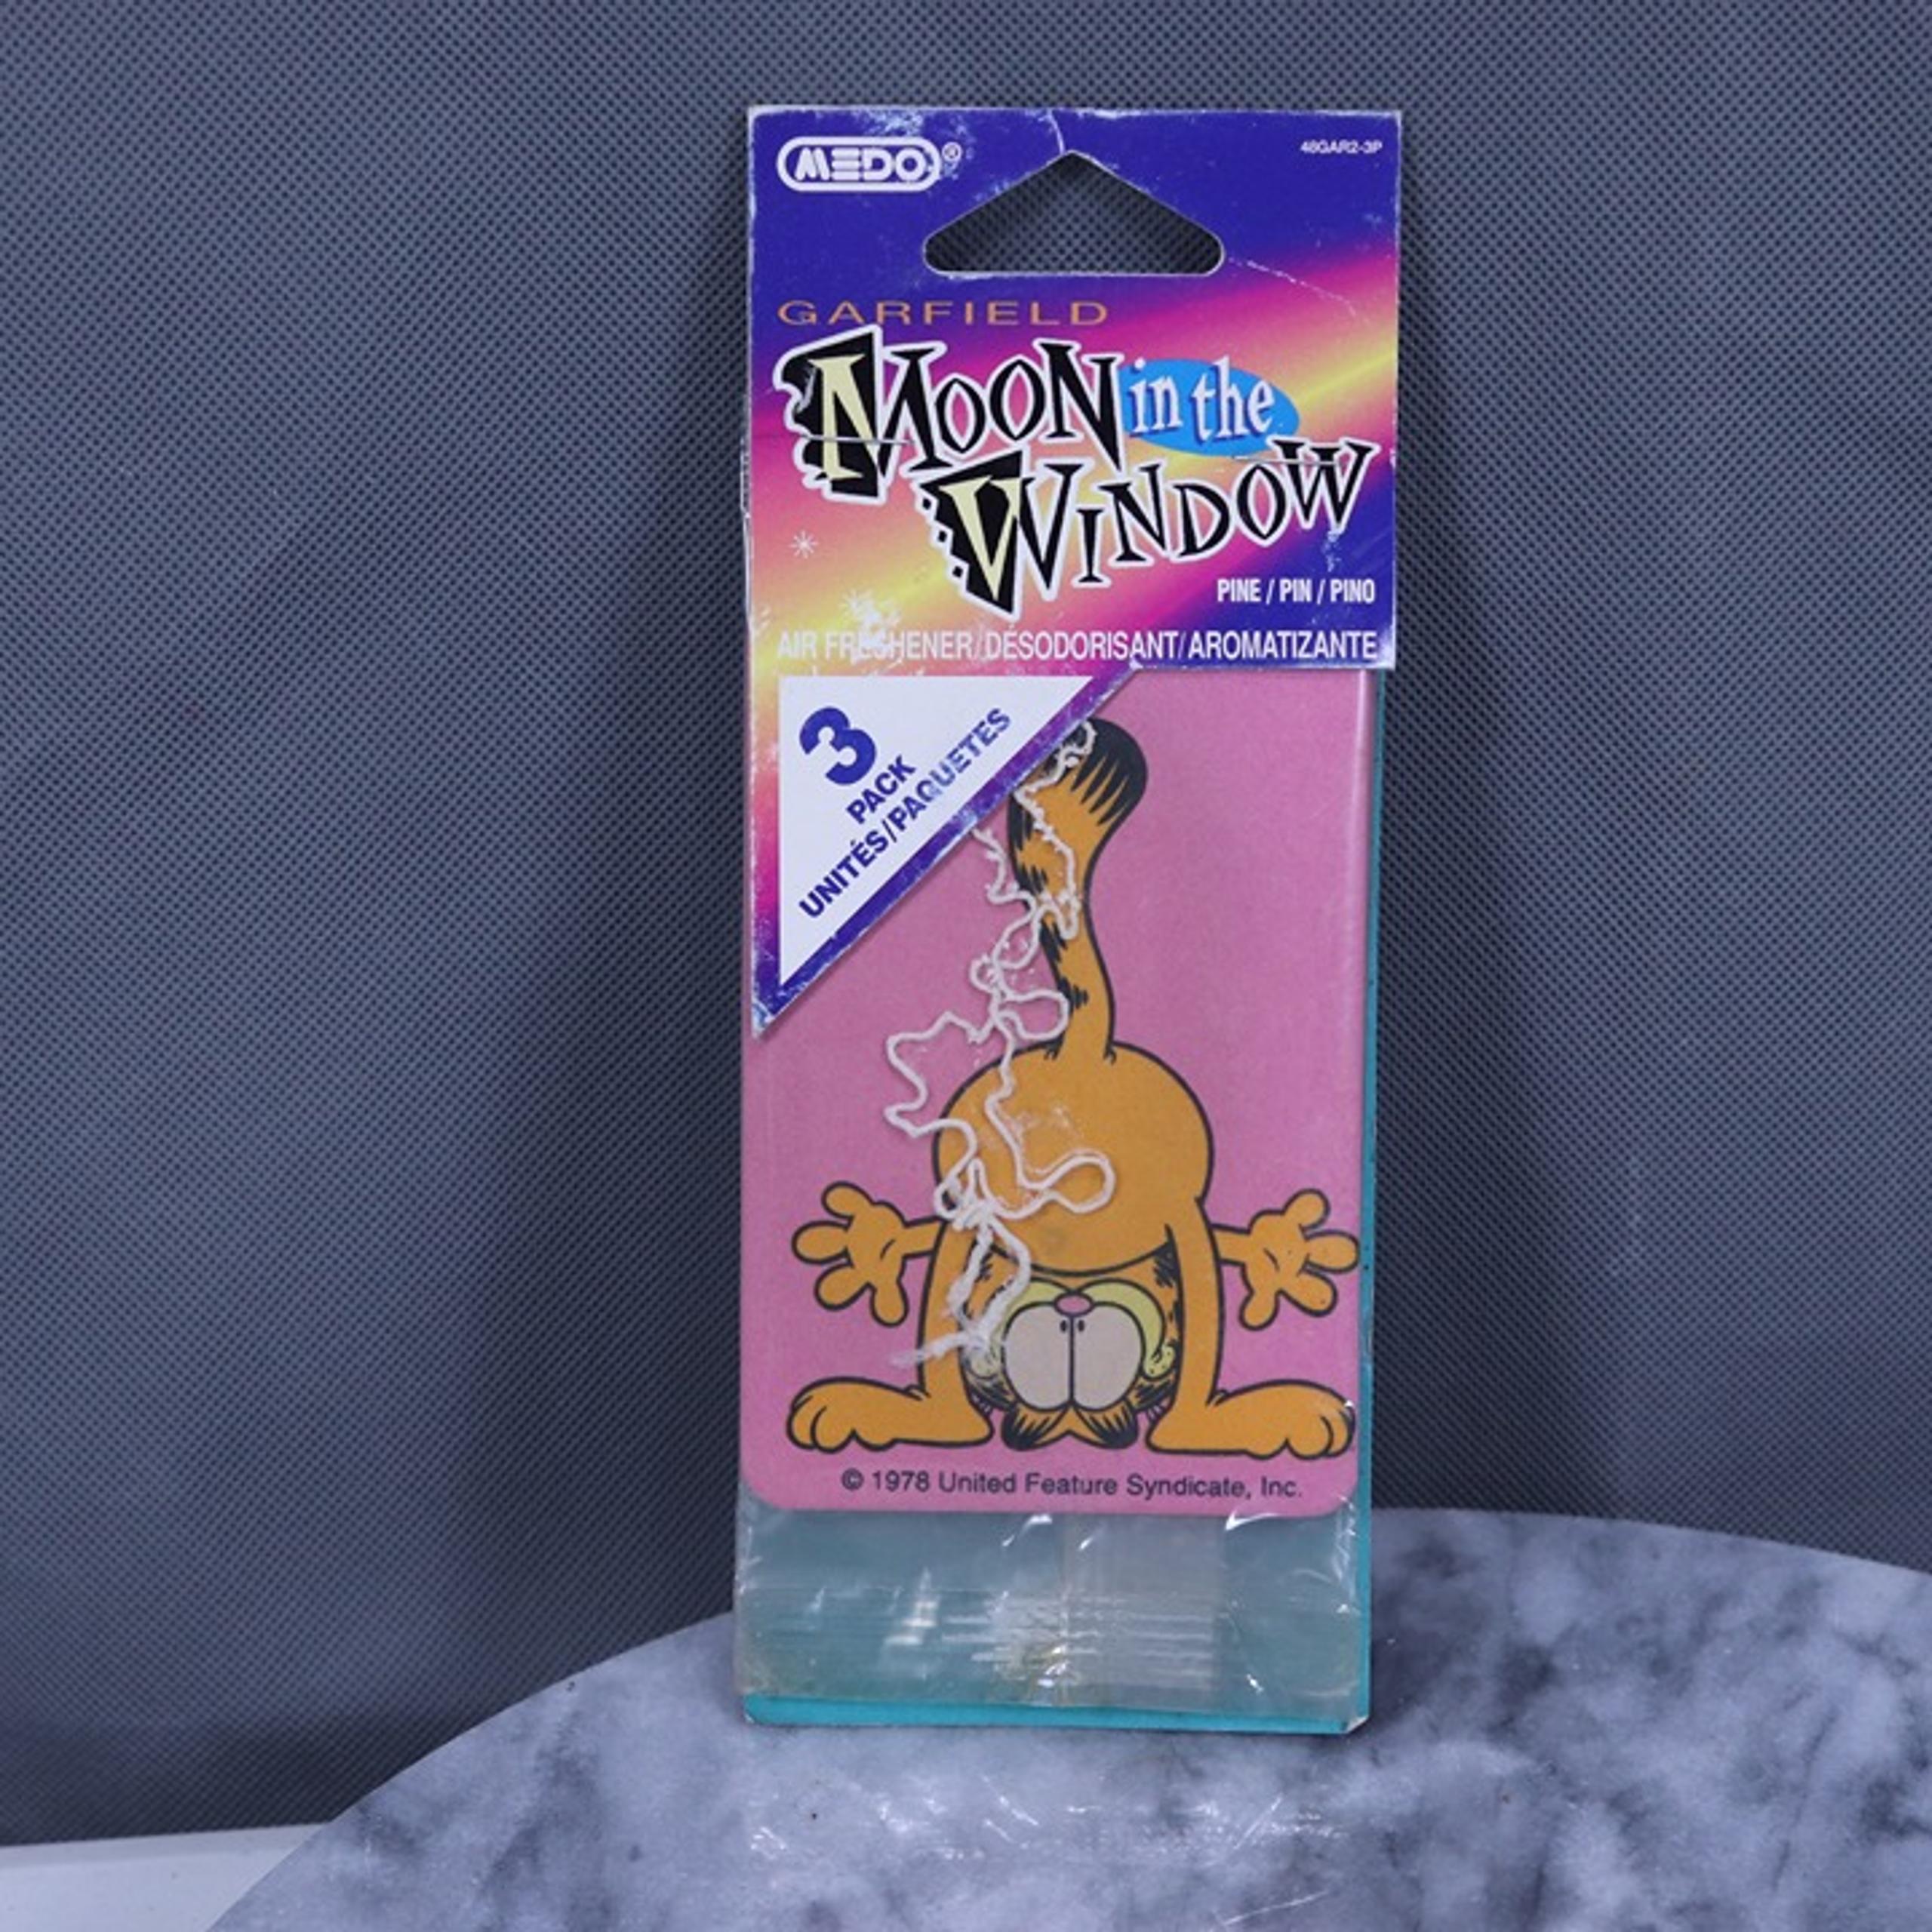 MEDO®
48GAR2-3P
GARFIELD
MOON in the
WINDOW
PINE / PIN / PINO
AIR FRESHENER/DÉSODORISANT/AROMATIZANTE
3
PACK
UNITÉS/PAQUETES
© 1978 United Feature Syndicate, Inc.